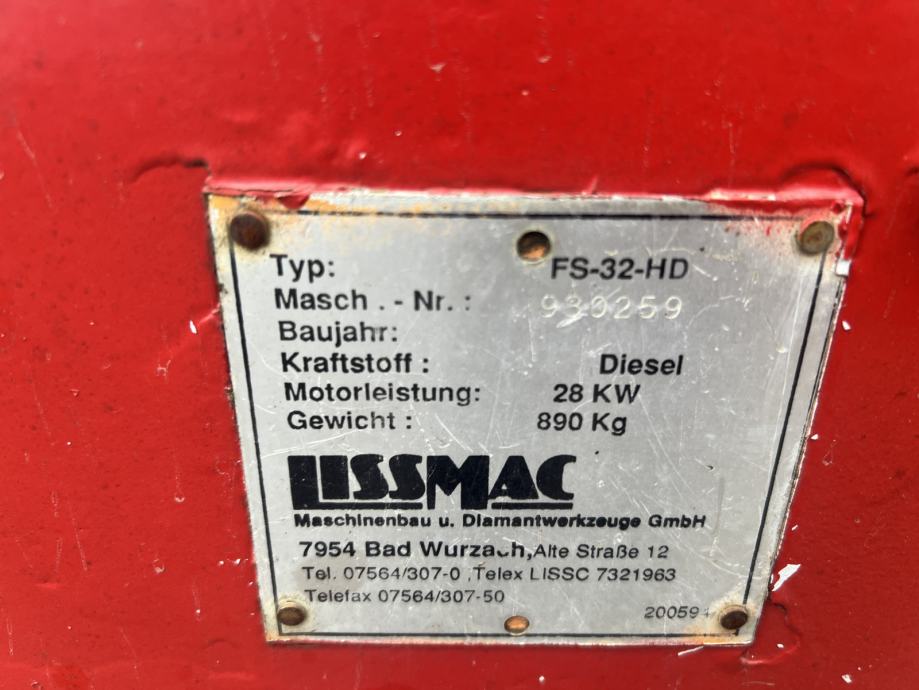 Typ: FS-32-HD
Masch . - Nr. : 930259
Baujahr:
Kraftstoff : Diesel
Motorleistung: 28 KW
Gewicht : 890 Kg
LISSMAC
Maschinenbau u. Diamantwerkzeuge GmbH
7954 Bad Wurzach, Alte Straße 12
Tel. 07564/307-0 , Telex LISSC 7321963
Telefax 07564/307-50